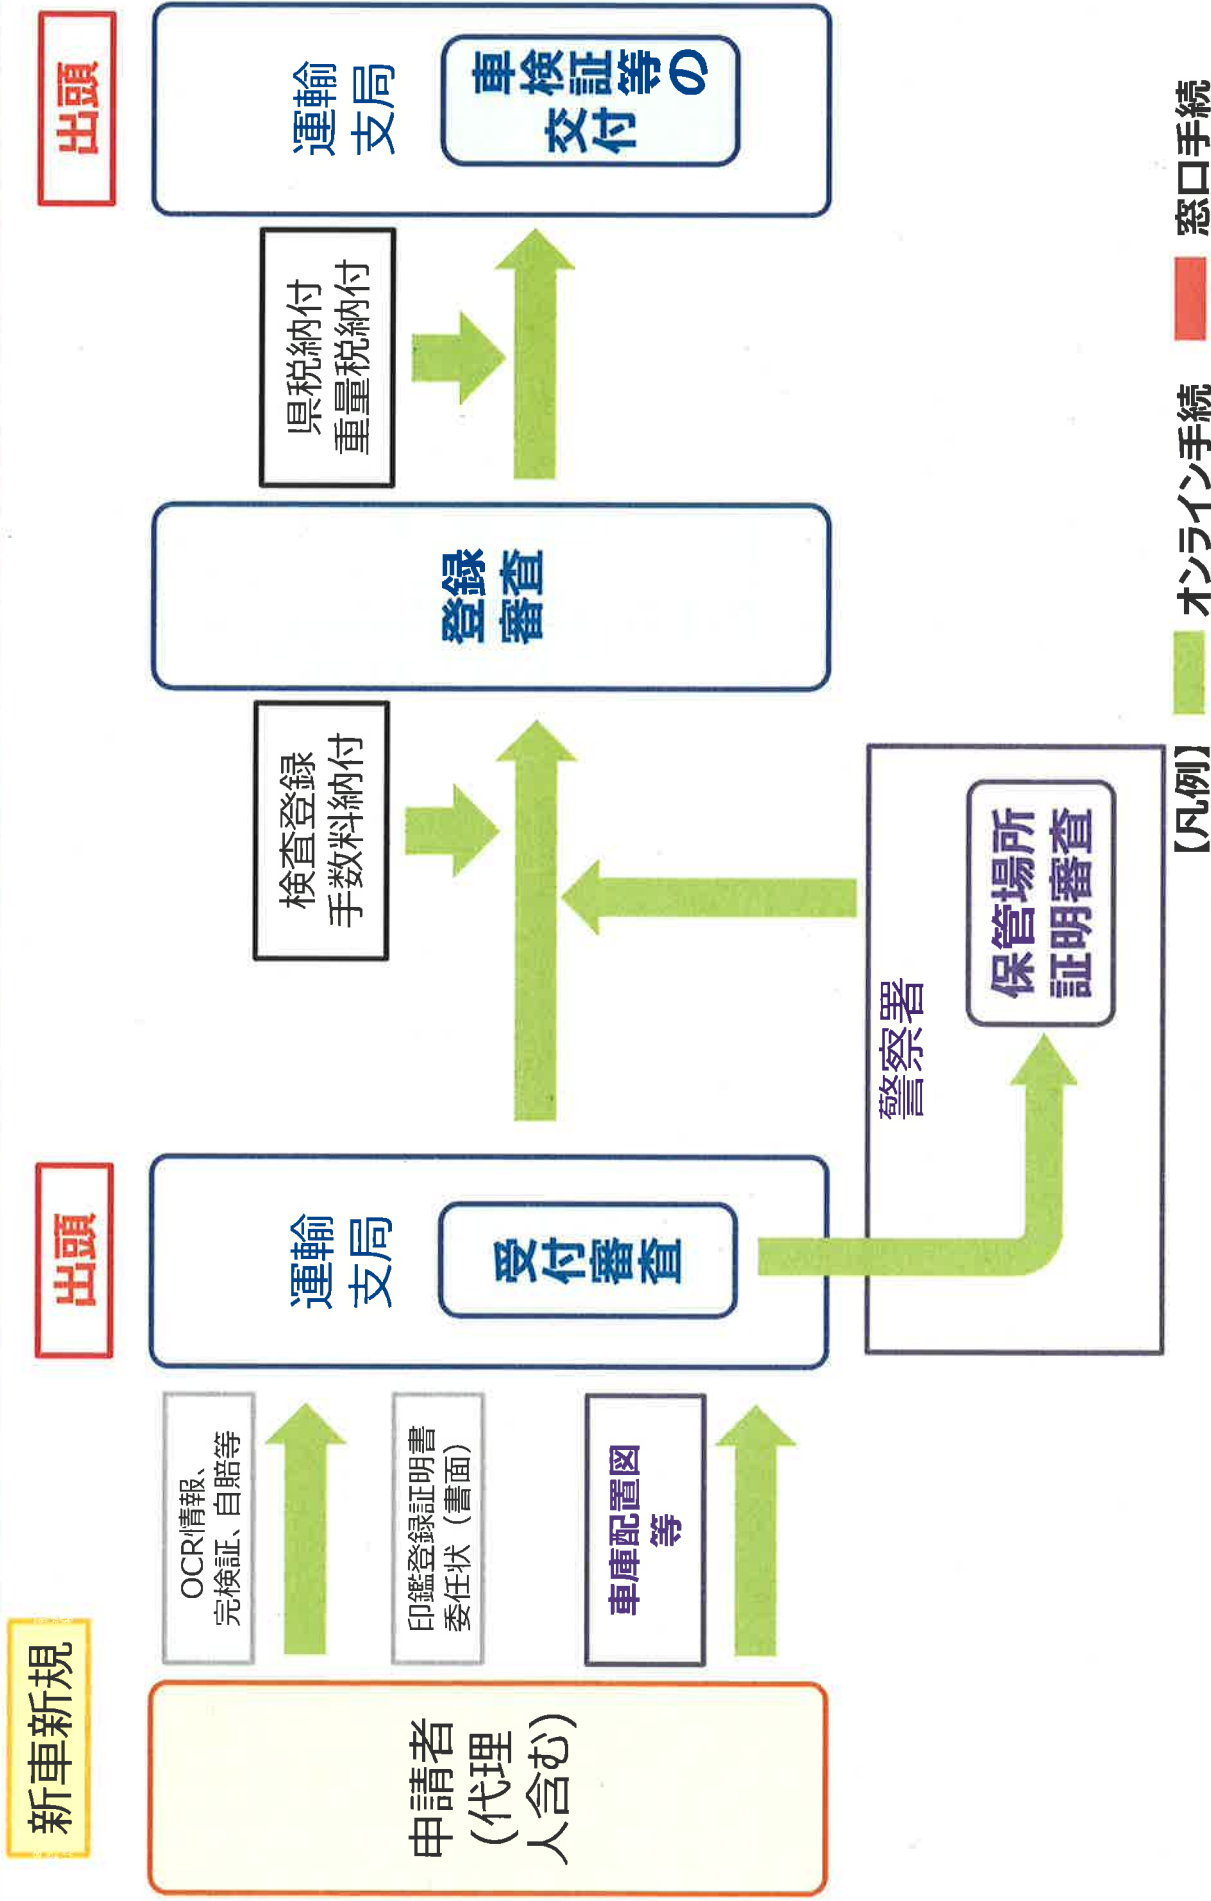 新車新規
申請者
(代理
人含む)
OCR情報、
完検証、自賠等
印鑑登録証明書
委任状（書面）
車庫配置図
等
出頭
運輸
支局
受付審査
警察署
保管場所
証明審査
検査登録
手数料納付
登録
審査
県税納付
重量税納付
出頭
運輸
支局
車検証等の
交付
【凡例】 オンライン手続 窓口手続